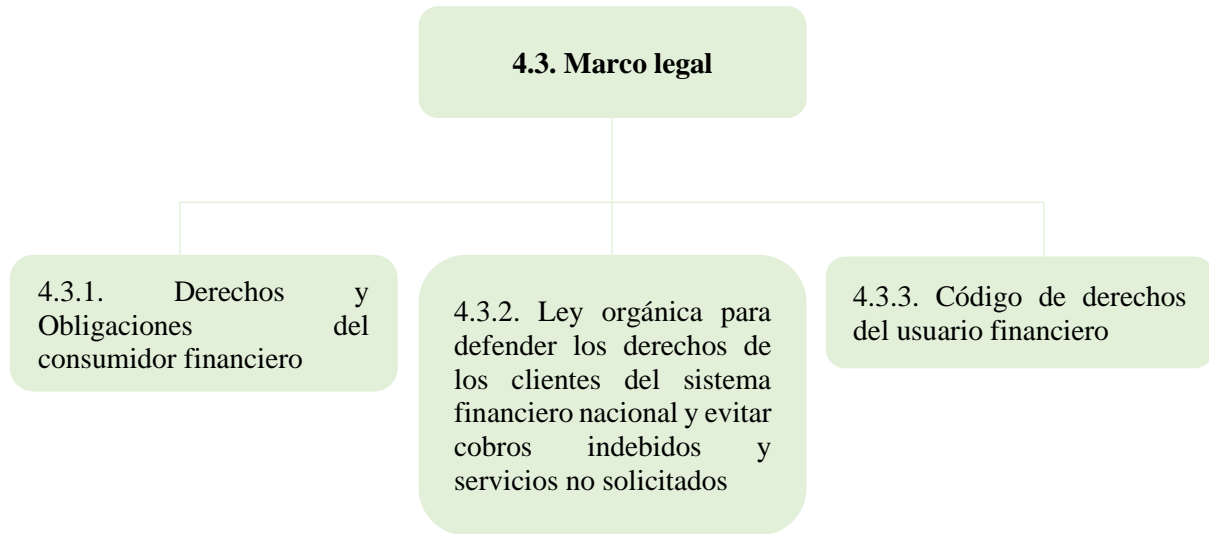 4.3. Marco legal
4.3.1. Derechos y
Obligaciones del
consumidor financiero
4.3.2. Ley orgánica para
defender los derechos de
los clientes del sistema
financiero nacional y evitar
cobros indebidos y
servicios no solicitados
4.3.3. Código de derechos
del usuario financiero